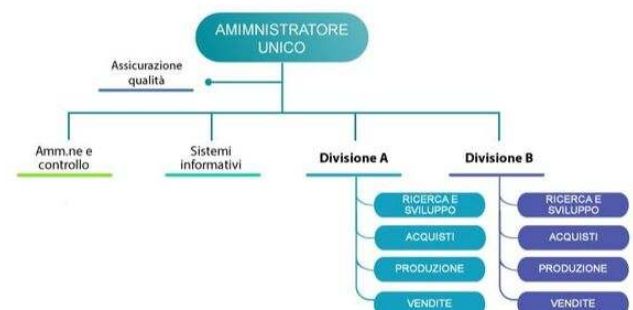 AMIMNISTRATORE
UNICO
Assicurazione
qualità
Amm.ne e
controllo
Sistemi
informativi
Divisione A
Divisione B
RICERCA E
SVILUPPO
ACQUISTI
PRODUZIONE
VENDITE
RICERCA E
SVILUPPO
ACQUISTI
PRODUZIONE
VENDITE